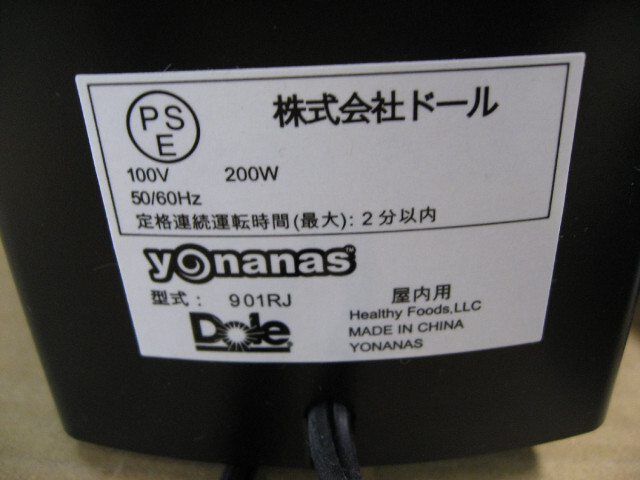 PS
E
株式会社ドール
100V 200W
50/60Hz
定格連続運転時間(最大): 2分以内
yonanas™
型式: 901RJ 屋内用
Dole
Healthy Foods,LLC
MADE IN CHINA
YONANAS